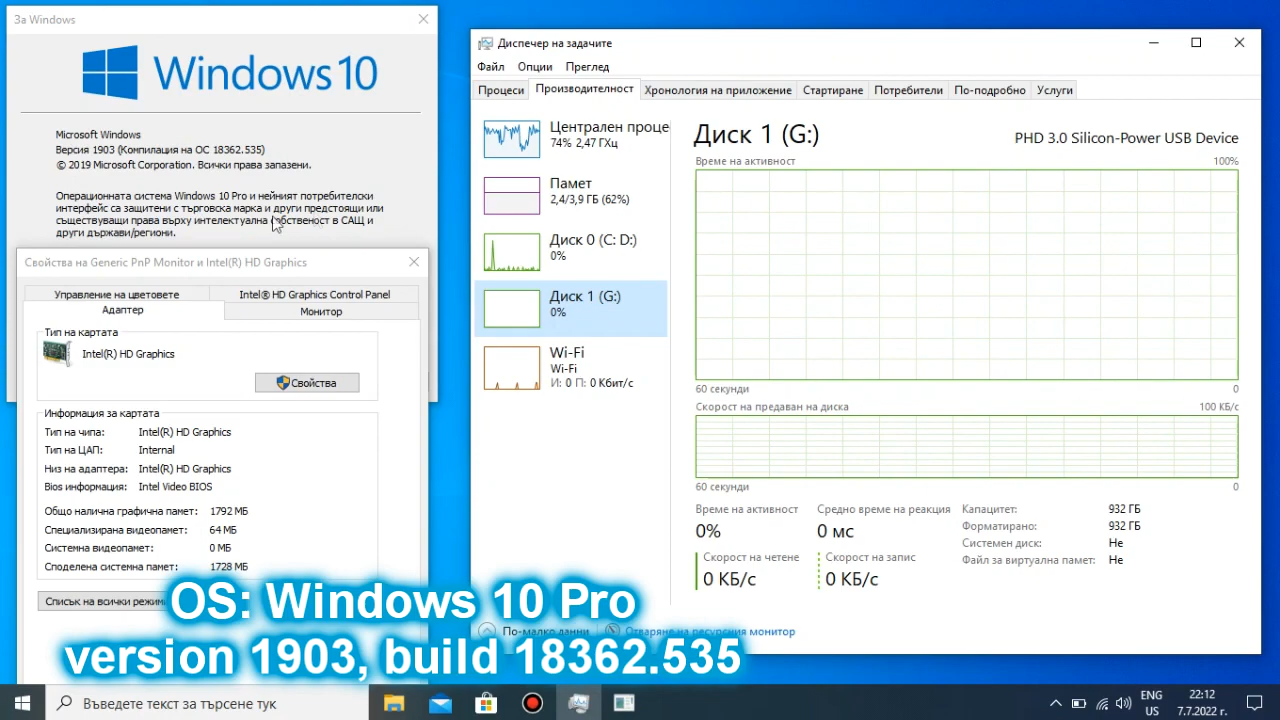 За Windows
Windows 10
Microsoft Windows
Версия 1903 (Компилация на ОС 18362.535)
© 2019 Microsoft Corporation. Всички права запазени.
Операционната система Windows 10 Pro и нейният потребителски
интерфейс са защитени с търговска марка и други предстоящи или
съществуващи права върху интелектуална собственост в САЩ и
други държави/региони.
Свойства на Generic PnP Monitor и Intel(R) HD Graphics
Управление на цветовете
Intel® HD Graphics Control Panel
Адаптер
Монитор
Тип на картата
Intel(R) HD Graphics
Свойства
Информация за картата
Тип на чипа: Intel(R) HD Graphics
Тип на ЦАП: Internal
Низ на адаптера: Intel(R) HD Graphics
Bios информация: Intel Video BIOS
Общо налична графична памет: 1792 МБ
Специализирана видеопамет: 64 МБ
Системна видеопамет: 0 МБ
Споделена системна памет: 1728 МБ
Списък на всички режими
OS: Windows 10 Pro
version 1903, build 18362.535
Диспечер на задачите
Файл Опции Преглед
Процеси Производителност Хронология на приложение Стартиране Потребители По-подробно Услуги
Централен проце
74% 2,47 ГХц
Памет
2,4/3,9 ГБ (62%)
Диск 0 (C: D:)
0%
Диск 1 (G:)
0%
Wi-Fi
Wi-Fi
И: 0 П: 0 Кбит/с
Диск 1 (G:)
PHD 3.0 Silicon-Power USB Device
Време на активност 100%
60 секунди 0
Скорост на предаван на диска 100 КБ/с
60 секунди 0
Време на активност
0%
Средно време на реакция
0 мс
Скорост на четене
0 КБ/с
Скорост на запис
0 КБ/с
Капацитет: 932 ГБ
Форматирано: 932 ГБ
Системен диск: Не
Файл за виртуална памет: Не
По-малко данни
Отваряне на ресурсния монитор
Въведете текст за търсене тук
ENG
US
22:12
7.7.2022 г.